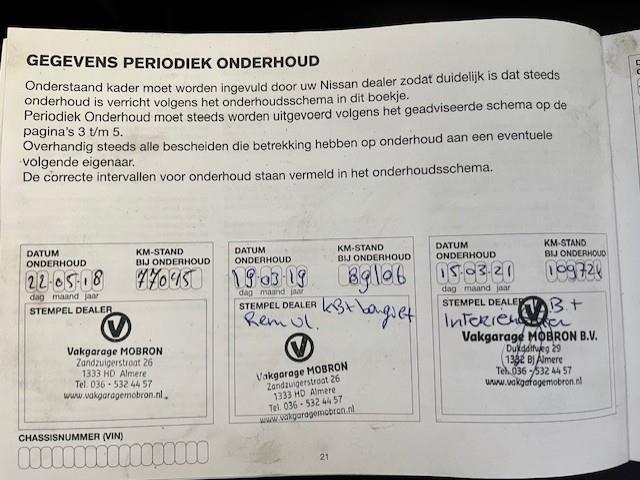 GEGEVENS PERIODIEK ONDERHOUD
Onderstaand kader moet worden ingevuld door uw Nissan dealer zodat duidelijk is dat steeds
onderhoud is verricht volgens het onderhoudsschema in dit boekje.
Periodiek Onderhoud moet steeds worden uitgevoerd volgens het geadviseerde schema op de
pagina's 3 t/m 5.
Overhandig steeds alle bescheiden die betrekking hebben op onderhoud aan een eventuele
volgende eigenaar.
De correcte intervallen voor onderhoud staan vermeld in het onderhoudsschema.
DATUM ONDERHOUD
KM-STAND BIJ ONDERHOUD
22-05-18
77095
dag maand jaar
STEMPEL DEALER
V
Vakgarage MOBRON
Zandzuigerstraat 26
1333 HD Almere
Tel. 036 - 532 44 57
www.vakgaragemobron.nl
DATUM ONDERHOUD
KM-STAND BIJ ONDERHOUD
19-03-19
89106
dag maand jaar
STEMPEL DEALER
Rem vl.
V
Vakgarage MOBRON
Zandzuigerstraat 26
1333 HD Almere
Tel. 036 - 532 44 57
www.vakgaragemobron.nl
DATUM ONDERHOUD
KM-STAND BIJ ONDERHOUD
15-03-21
dag maand jaar
STEMPEL DEALER
V
B.+
Vakgarage MOBRON B.V.
29
1332 BJ Almere
Tel. 036 - 532 44 57
www.vakgaragemobron.nl
CHASSISNUMMER (VIN)
21